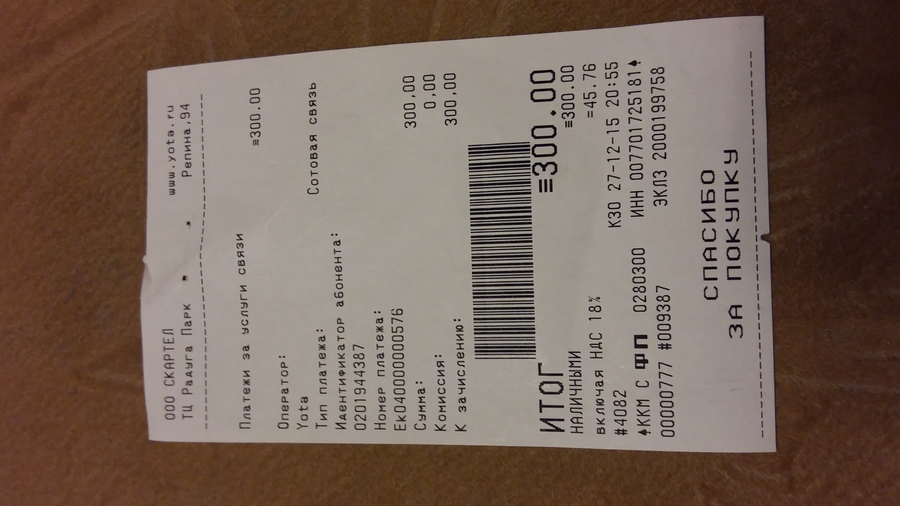 ООО СКАРТЕЛ www.yota.ru
ТЦ Радуга Парк Репина,94
Платежи за услуги связи
≡300.00
Оператор:
Yota
Тип платежа: Сотовая связь
Идентификатор абонента:
0201944387
Номер платежа:
Ек04000000000576
Сумма: 300,00
Комиссия: 0,00
К зачислению: 300,00
ИТОГ ≡300.00
НАЛИЧНЫМИ ≡300.00
включая НАС 18% =45.76
#4082 КЗО 27-12-15 20:55
ККМ С ФП 0280300 ИНН 007701725181
00000777 #009387 ЭКЛЗ 2000199758
СПАСИБО
ЗА ПОКУПКУ